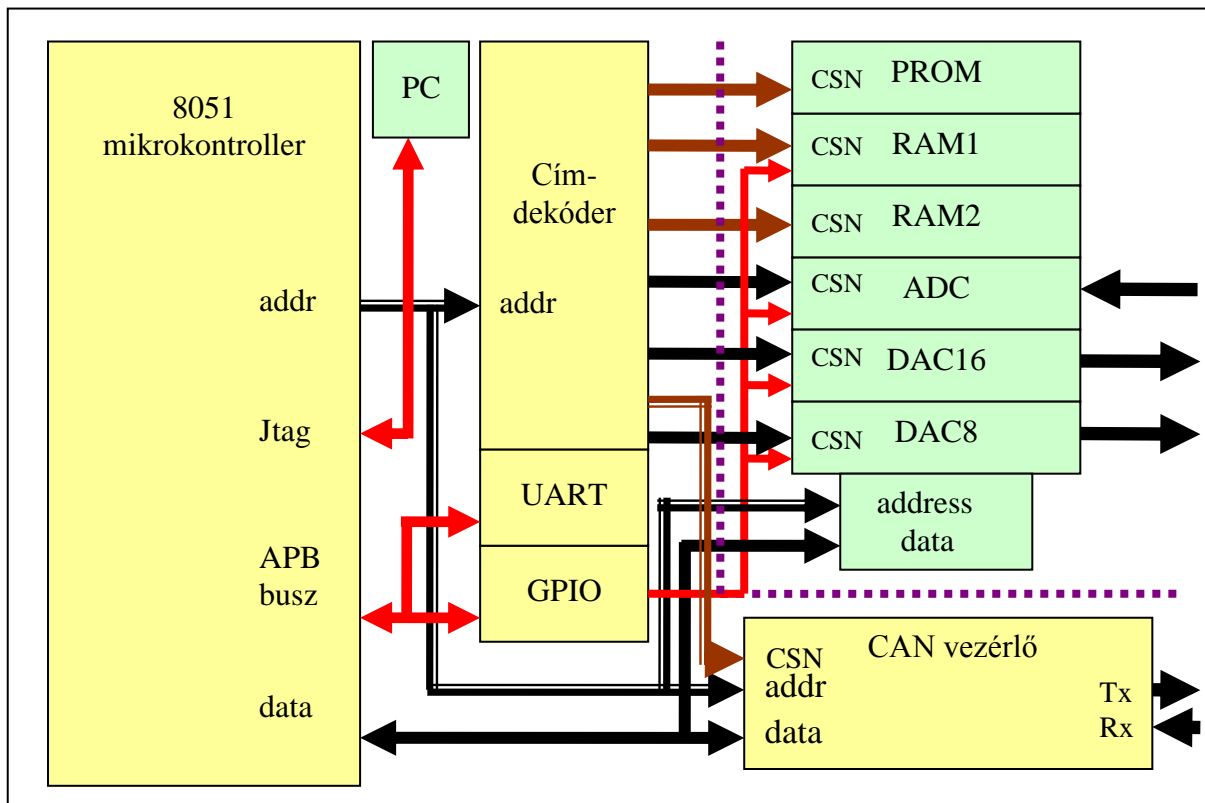 8051
mikrokontroller
addr
Jtag
APB
busz
data
PC
Cím-
dekóder
addr
UART
GPIO
CSN PROM
CSN RAM1
CSN RAM2
CSN ADC
CSN DAC16
CSN DAC8
address
data
CAN vezérlő
CSN
addr
data
Tx
Rx